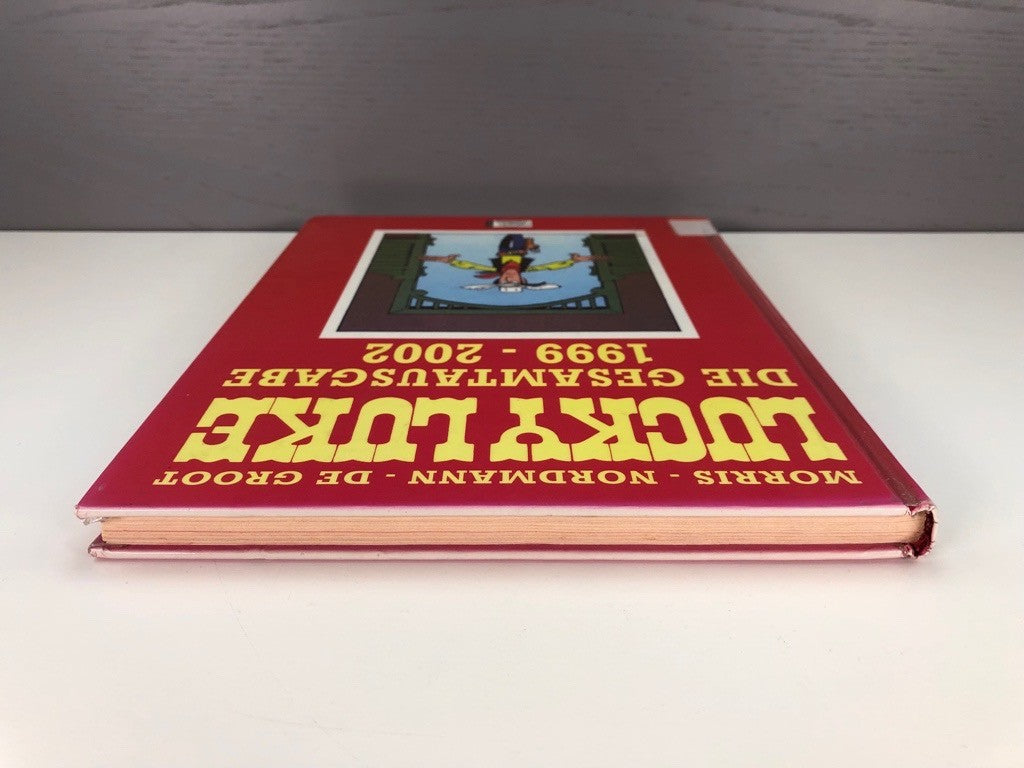 MORRIS - NORDMANN - DE GROOT
LUCKY LUKE
DIE GESAMTAUSGABE
1999 - 2002